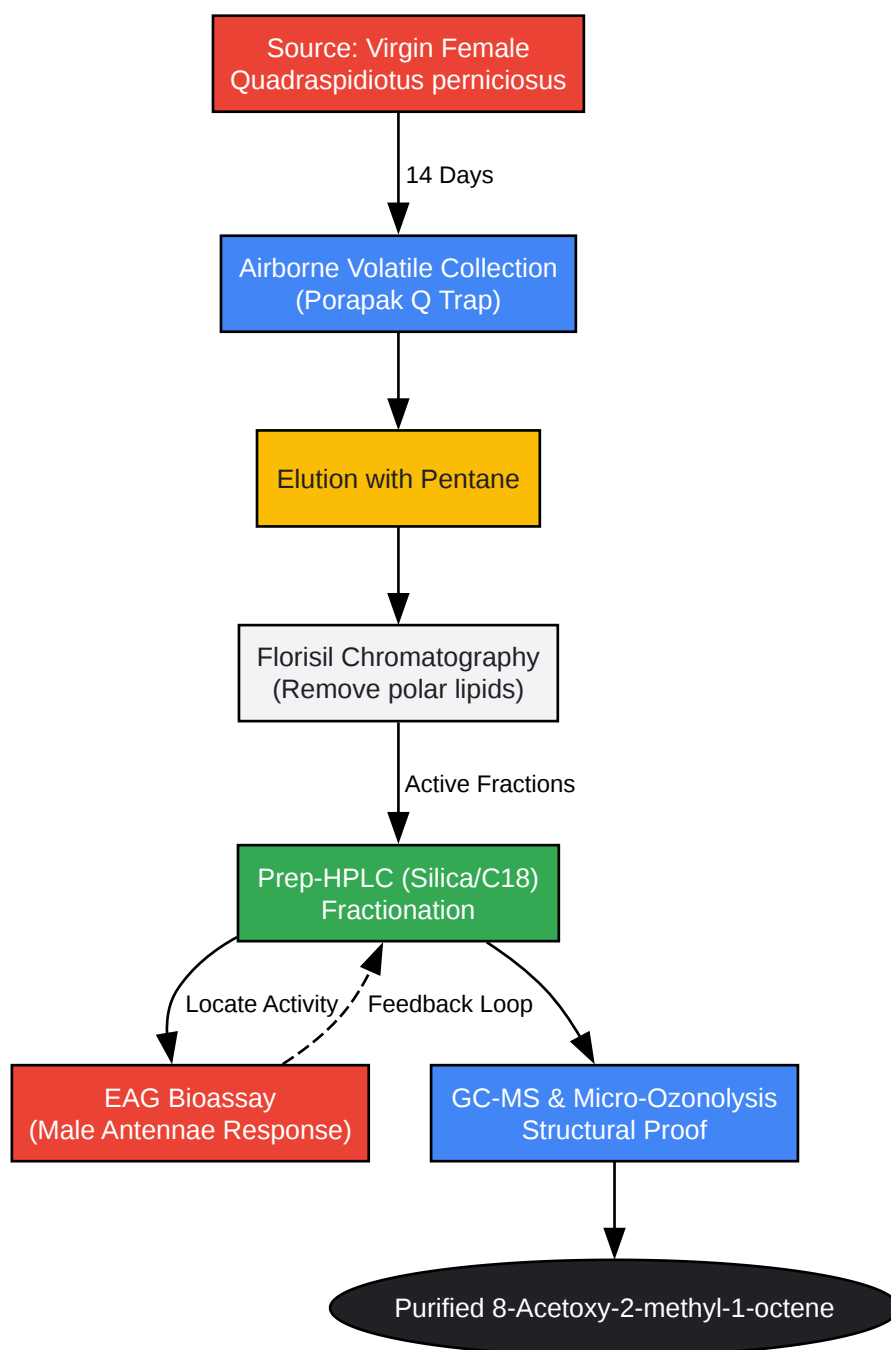 Source: Virgin Female
Quadraspidiotus perniciosus
14 Days
Airborne Volatile Collection
(Porapak Q Trap)
Elution with Pentane
Florisil Chromatography
(Remove polar lipids)
Active Fractions
Prep-HPLC (Silica/C18)
Fractionation
Locate Activity
Feedback Loop
EAG Bioassay
(Male Antennae Response)
GC-MS & Micro-Ozonolysis
Structural Proof
Purified 8-Acetoxy-2-methyl-1-octene